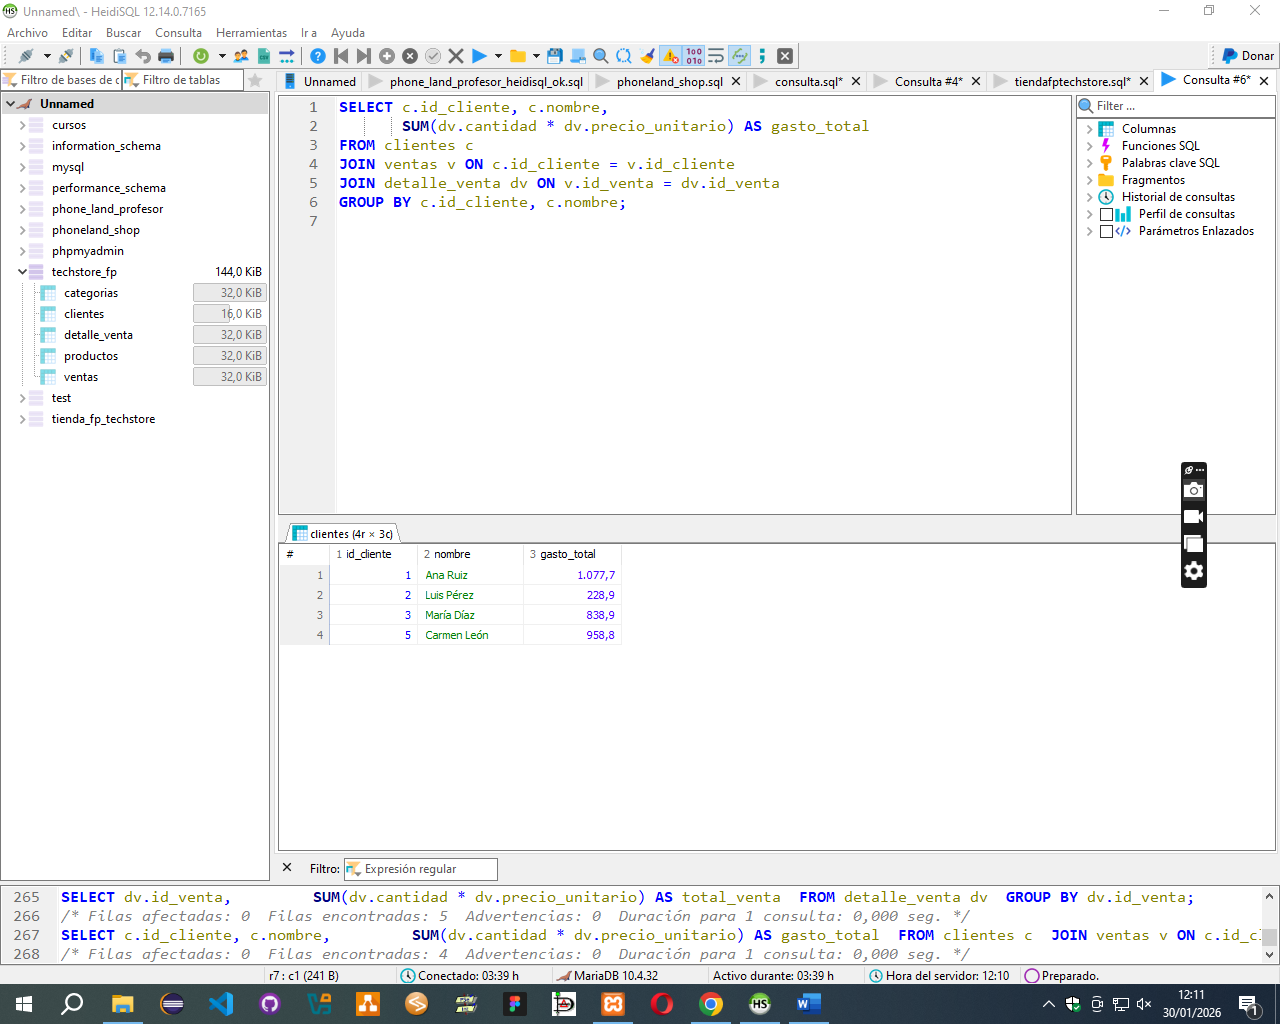 Unnamed\ - HeidiSQL 12.14.0.7165
Archivo Editar Buscar Consulta Herramientas Ir a Ayuda
Donar
Filtro de bases de d Filtro de tablas
Unnamed phone_land_profesor_heidisql_ok.sql phoneland_shop.sql consulta.sql* Consulta #4* tiendafptechstore.sql* Consulta #6*
Unnamed
cursos
information_schema
mysql
performance_schema
phone_land_profesor
phoneland_shop
phpmyadmin
techstore_fp 144,0 KiB
categorias 32,0 KiB
clientes 16,0 KiB
detalle_venta 32,0 KiB
productos 32,0 KiB
ventas 32,0 KiB
test
tienda_fp_techstore
1 SELECT c.id_cliente, c.nombre,
2 SUM(dv.cantidad * dv.precio_unitario) AS gasto_total
3 FROM clientes c
4 JOIN ventas v ON c.id_cliente = v.id_cliente
5 JOIN detalle_venta dv ON v.id_venta = dv.id_venta
6 GROUP BY c.id_cliente, c.nombre;
7
Filter ...
Columnas
Funciones SQL
Palabras clave SQL
Fragmentos
Historial de consultas
Perfil de consultas
Parámetros Enlazados
clientes (4r × 3c)
# 1 id_cliente 2 nombre 3 gasto_total
1 1 Ana Ruiz 1.077,7
2 2 Luis Pérez 228,9
3 3 María Díaz 838,9
4 5 Carmen León 958,8
Filtro: Expresión regular
265 SELECT dv.id_venta, SUM(dv.cantidad * dv.precio_unitario) AS total_venta FROM detalle_venta dv GROUP BY dv.id_venta;
266 /* Filas afectadas: 0 Filas encontradas: 5 Advertencias: 0 Duración para 1 consulta: 0,000 seg. */
267 SELECT c.id_cliente, c.nombre, SUM(dv.cantidad * dv.precio_unitario) AS gasto_total FROM clientes c JOIN ventas v ON c.id_cl
268 /* Filas afectadas: 0 Filas encontradas: 4 Advertencias: 0 Duración para 1 consulta: 0,000 seg. */
r7 : c1 (241 B) Conectado: 03:39 h MariaDB 10.4.32 Activo durante: 03:39 h Hora del servidor: 12:10 Preparado.
12:11
30/01/2026
1